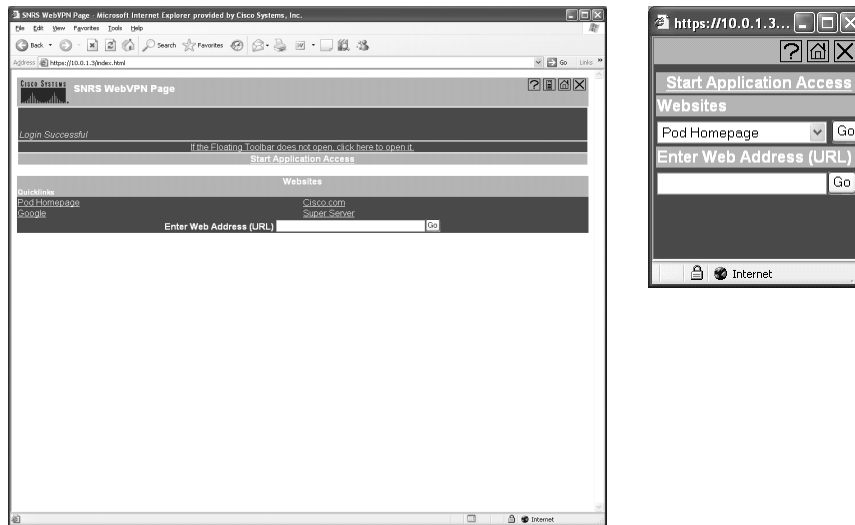 SNRS WebVPN Page - Microsoft Internet Explorer provided by Cisco Systems, Inc.
File Edit View Favorites Tools Help
Back Search Favorites
Address https://10.0.1.3/index.html Go Links »
CISCO SYSTEMS
SNRS WebVPN Page
Login Successful
If the Floating Toolbar does not open, click here to open it.
Start Application Access
Websites
Quicklinks
Pod Homepage Cisco.com
Google Super Server
Enter Web Address (URL) Go
Internet
https://10.0.1.3...
Start Application Access
Websites
Pod Homepage Go
Enter Web Address (URL)
Go
Internet